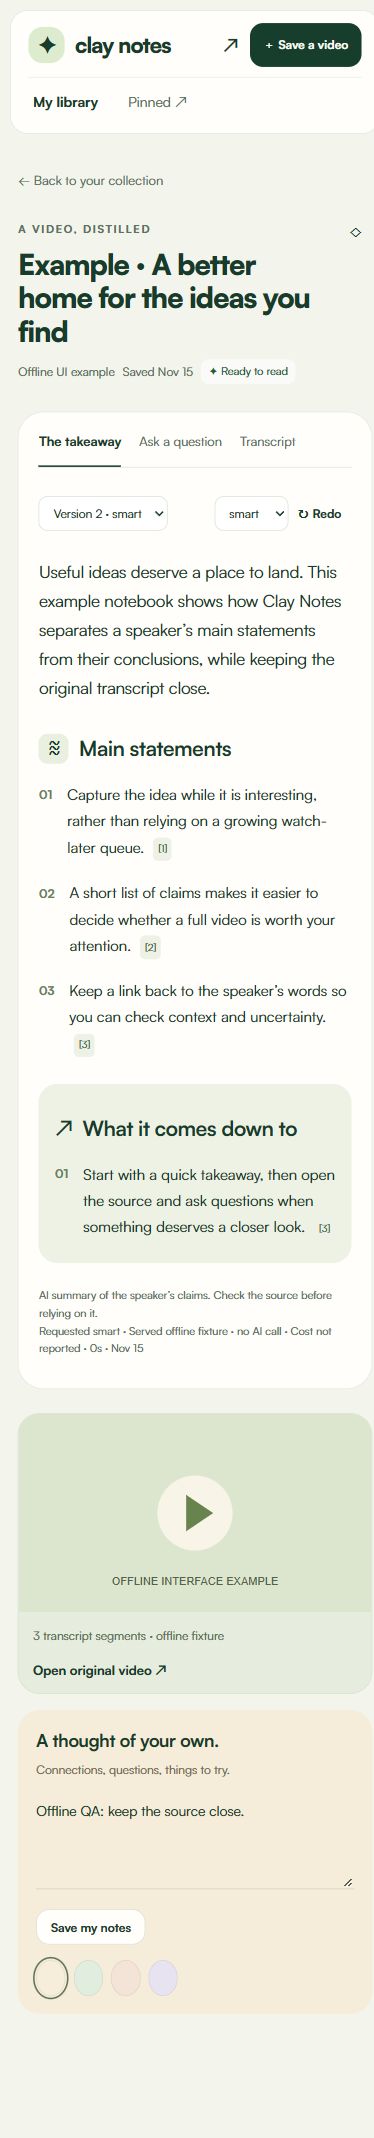 clay notes
↗
+ Save a video
My library
Pinned ↗
← Back to your collection
A VIDEO, DISTILLED
Example · A better
home for the ideas you
find
Offline UI example Saved Nov 15 ✦ Ready to read
The takeaway Ask a question Transcript
Version 2 · smart
smart
↻ Redo
Useful ideas deserve a place to land. This
example notebook shows how Clay Notes
separates a speaker's main statements
from their conclusions, while keeping the
original transcript close.
Main statements
01 Capture the idea while it is interesting,
rather than relying on a growing watch-
later queue. [1]
02 A short list of claims makes it easier to
decide whether a full video is worth your
attention. [2]
03 Keep a link back to the speaker's words so
you can check context and uncertainty.
[3]
↗ What it comes down to
01 Start with a quick takeaway, then open
the source and ask questions when
something deserves a closer look. [3]
AI summary of the speaker's claims. Check the source before
relying on it.
Requested smart · Served offline fixture · no AI call · Cost not
reported · 0s · Nov 15
OFFLINE INTERFACE EXAMPLE
3 transcript segments · offline fixture
Open original video ↗
A thought of your own.
Connections, questions, things to try.
Offline QA: keep the source close.
Save my notes